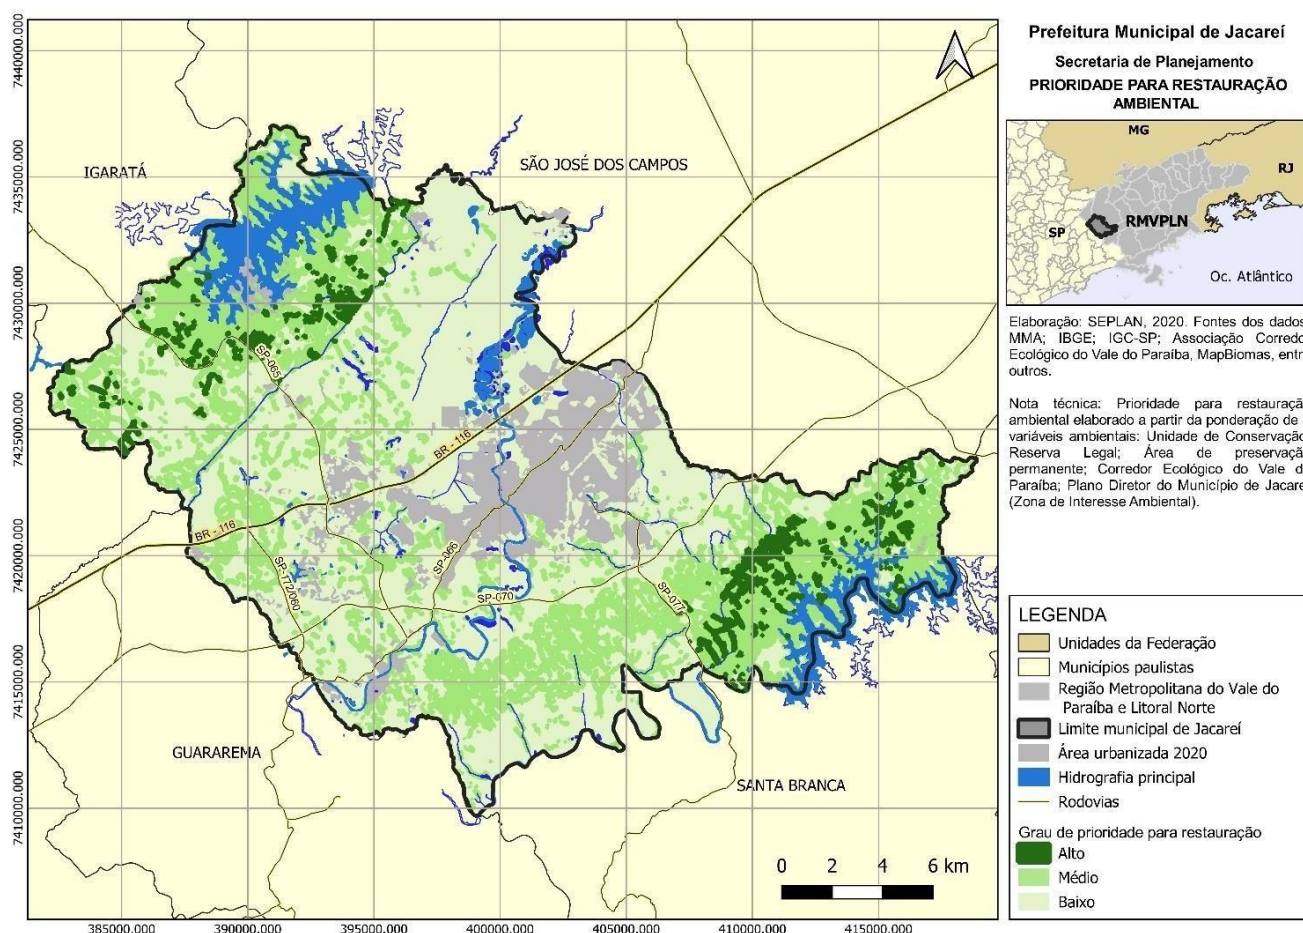 7440000.000
7435000.000
7430000.000
7425000.000
7420000.000
7415000.000
7410000.000
IGARATÁ
SÃO JOSÉ DOS CAMPOS
SP-065
BR - 116
BR - 116
SP-066
SP-172/060
SP-070
SP-077
GUARAREMA
SANTA BRANCA
0 2 4 6 km
385000.000 390000.000 395000.000 400000.000 405000.000 410000.000 415000.000
Prefeitura Municipal de Jacareí
Secretaria de Planejamento
PRIORIDADE PARA RESTAURAÇÃO
AMBIENTAL
MG
RJ
RMVPLN
SP
Oc. Atlântico
Elaboração: SEPLAN, 2020. Fontes dos dados
MMA; IBGE; IGC-SP; Associação Corredo
Ecológico do Vale do Paraíba, MapBiomas, entr
outros.
Nota técnica: Prioridade para restauraçã
ambiental elaborado a partir da ponderação de
variáveis ambientais: Unidade de Conservação
Reserva Legal; Área de preservaçã
permanente; Corredor Ecológico do Vale d
Paraíba; Plano Diretor do Município de Jacare
(Zona de Interesse Ambiental).
LEGENDA
Unidades da Federação
Municípios paulistas
Região Metropolitana do Vale do
Paraíba e Litoral Norte
Limite municipal de Jacareí
Área urbanizada 2020
Hidrografia principal
Rodovias
Grau de prioridade para restauração
Alto
Médio
Baixo